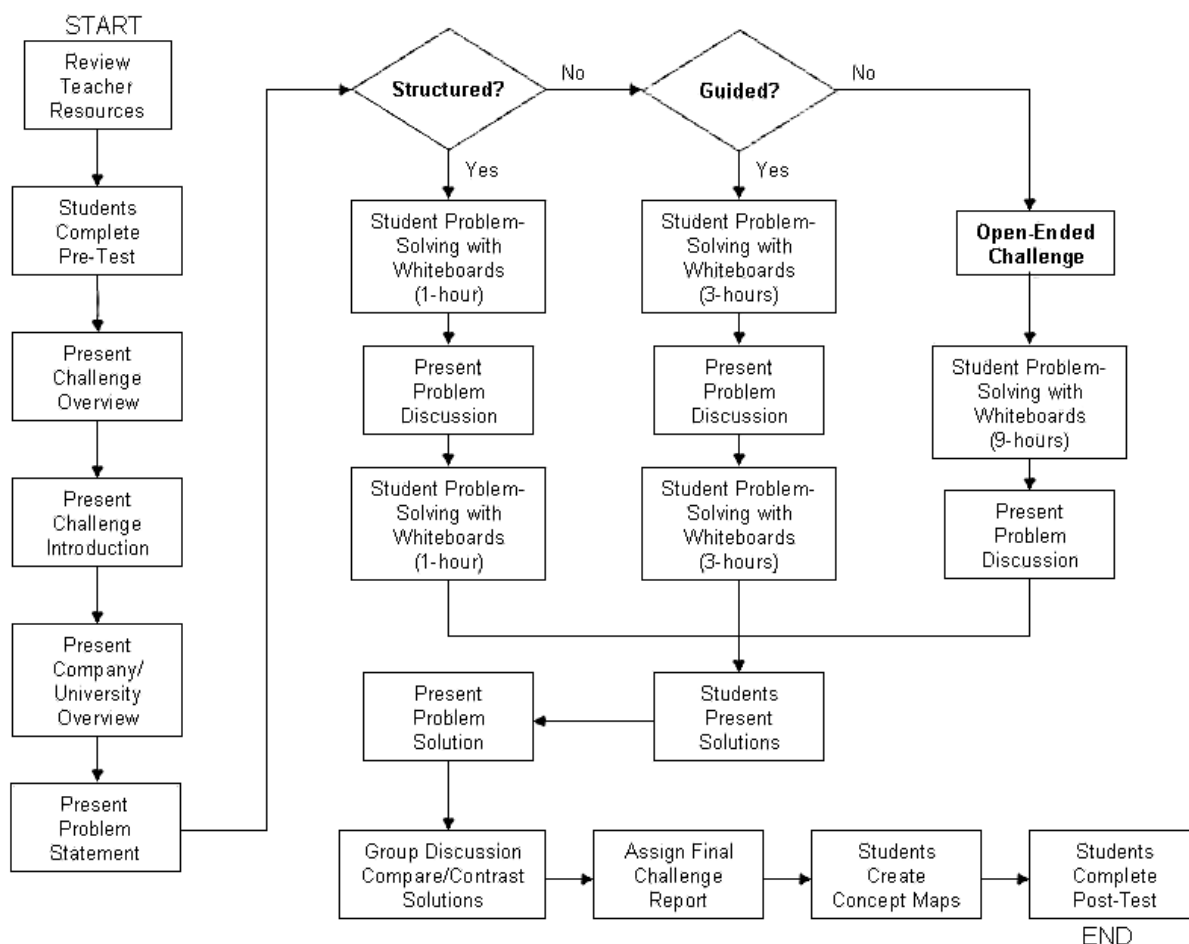 START
Review
Teacher
Resources
Students
Complete
Pre-Test
Present
Challenge
Overview
Present
Challenge
Introduction
Present
Company/
University
Overview
Present
Problem
Statement
Structured?
No
Yes
Student Problem-
Solving with
Whiteboards
(1-hour)
Present
Problem
Discussion
Student Problem-
Solving with
Whiteboards
(1-hour)
Guided?
No
Yes
Student Problem-
Solving with
Whiteboards
(3-hours)
Present
Problem
Discussion
Student Problem-
Solving with
Whiteboards
(3-hours)
Open-Ended
Challenge
Student Problem-
Solving with
Whiteboards
(9-hours)
Present
Problem
Discussion
Students
Present
Solutions
Present
Problem
Solution
Group Discussion
Compare/Contrast
Solutions
Assign Final
Challenge
Report
Students
Create
Concept Maps
Students
Complete
Post-Test
END